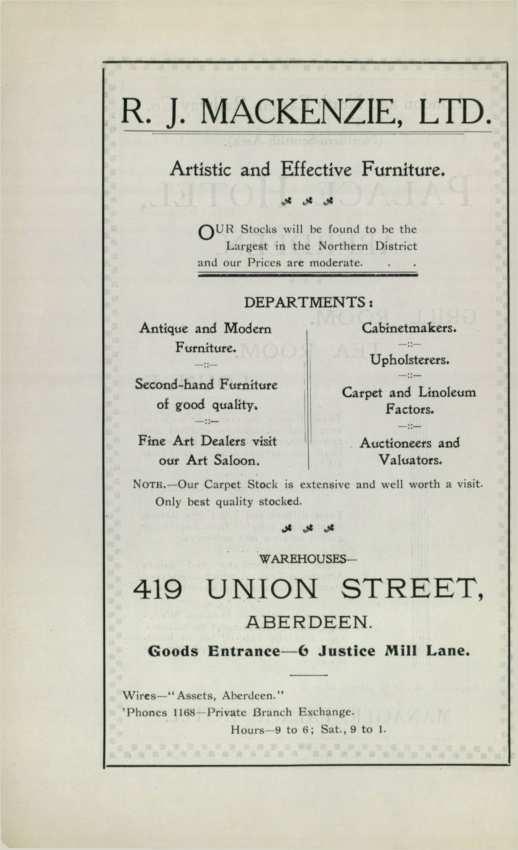 R. J. MACKENZIE, LTD.
Artistic and Effective Furniture.
OUR Stocks will be found to be the
Largest in the Northern District
and our Prices are moderate. . .
DEPARTMENTS:
Antique and Modern
Furniture.
—::—
Second-hand Furniture
of good quality.
—::—
Fine Art Dealers visit
our Art Saloon.
Cabinetmakers.
—::—
Upholsterers.
—::—
Carpet and Linoleum
Factors.
—::—
Auctioneers and
Valuators.
NOTE.—Our Carpet Stock is extensive and well worth a visit.
Only best quality stocked.
WAREHOUSES—
419 UNION STREET,
ABERDEEN.
Goods Entrance—6 Justice Mill Lane.
Wires—"Assets, Aberdeen."
'Phones 1168—Private Branch Exchange.
Hours—9 to 6; Sat., 9 to 1.